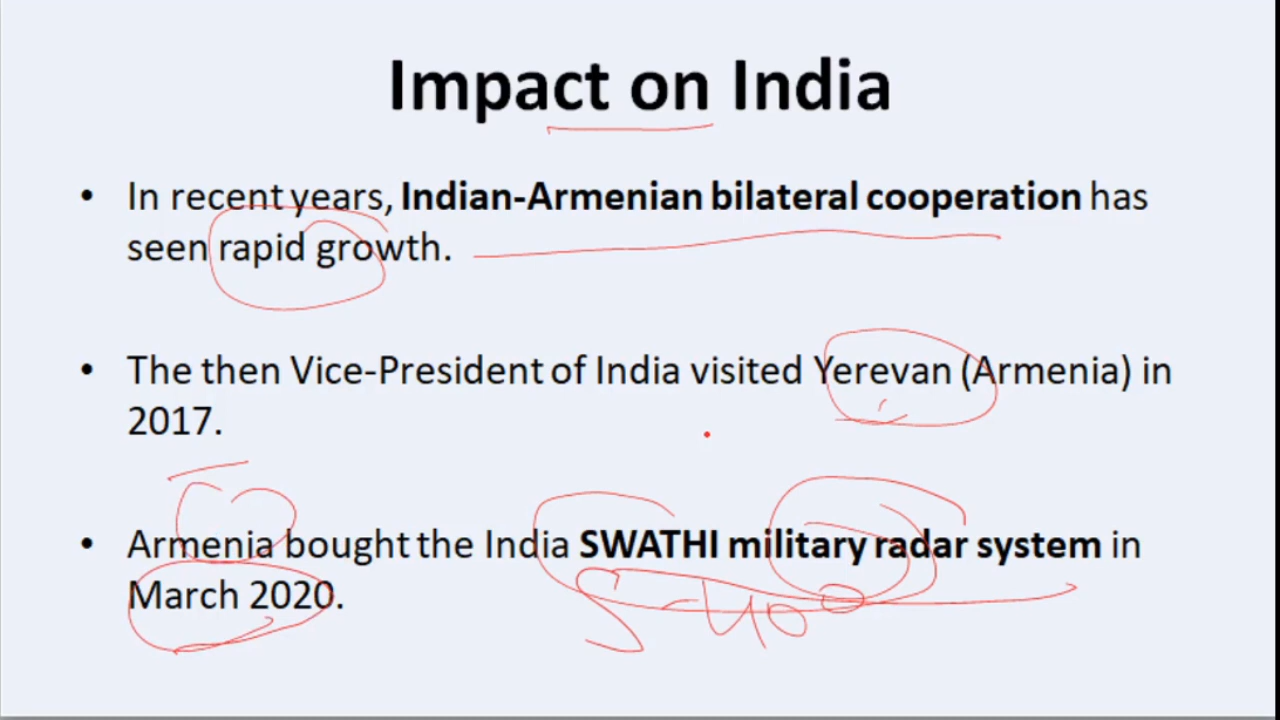 Impact on India
• In recent years, Indian-Armenian bilateral cooperation has
seen rapid growth.
• The then Vice-President of India visited Yerevan (Armenia) in
2017.
• Armenia bought the India SWATHI military radar system in
March 2020.